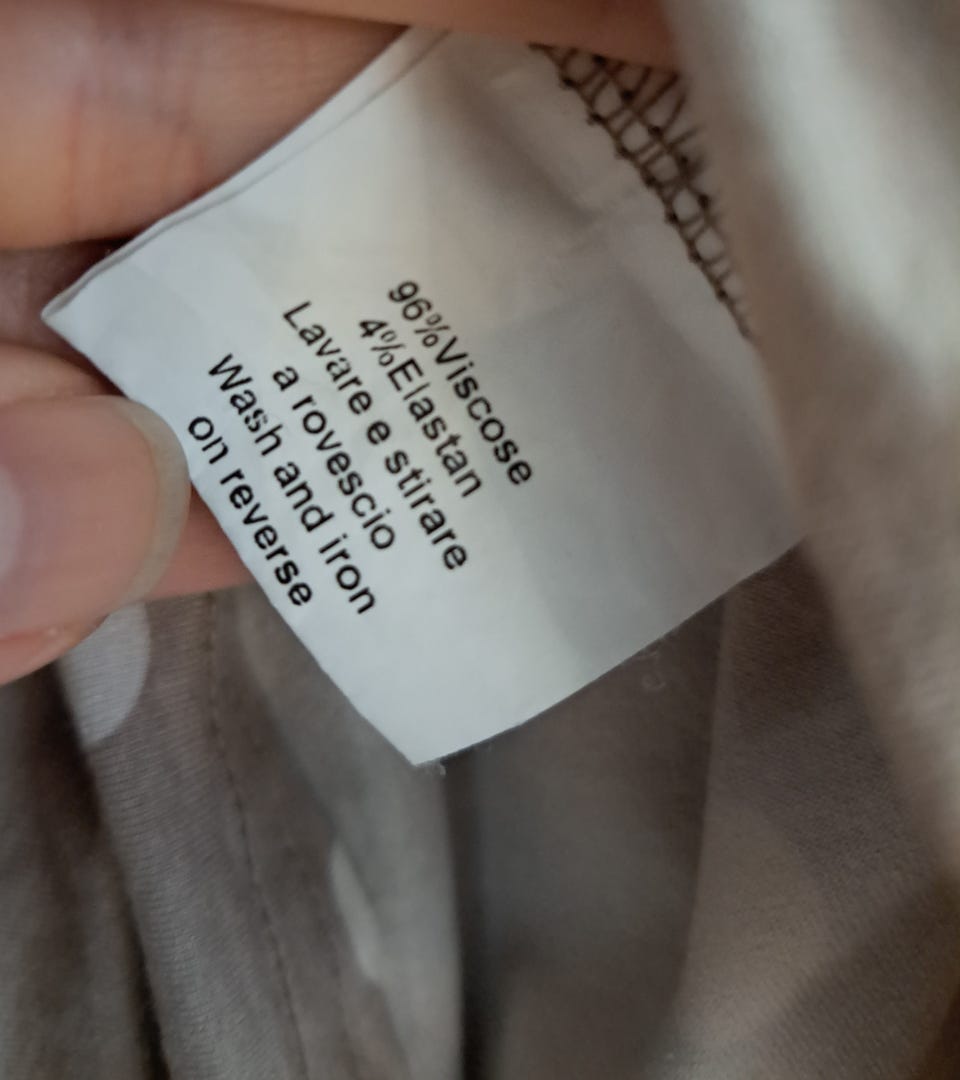 96%Viscose
4%Elastan
Lavare e stirare
a rovescio
Wash and iron
on reverse